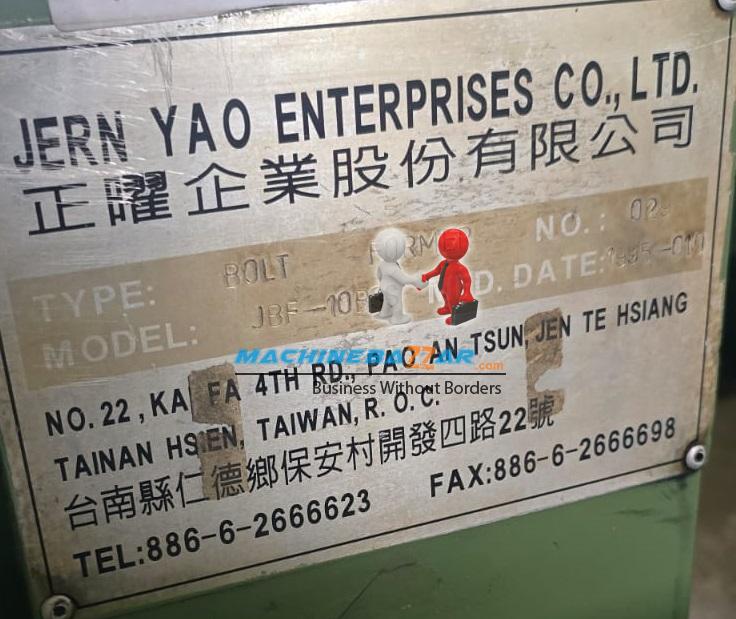 JERN YAO ENTERPRISES CO., LTD.
正曜企業股份有限公司
TYPE: BOLT NO.:
MODEL: DATE:
MACHINEBAZZAR.com
Business Without Borders
NO.22, KAI FA 4TH RD., PAO AN TSUN, JEN TE HSIANG
TAINAN HSIEN, TAIWAN, R.O.C.
台南縣仁德鄉保安村開發四路22號
TEL:886-6-2666623 FAX:886-6-2666698